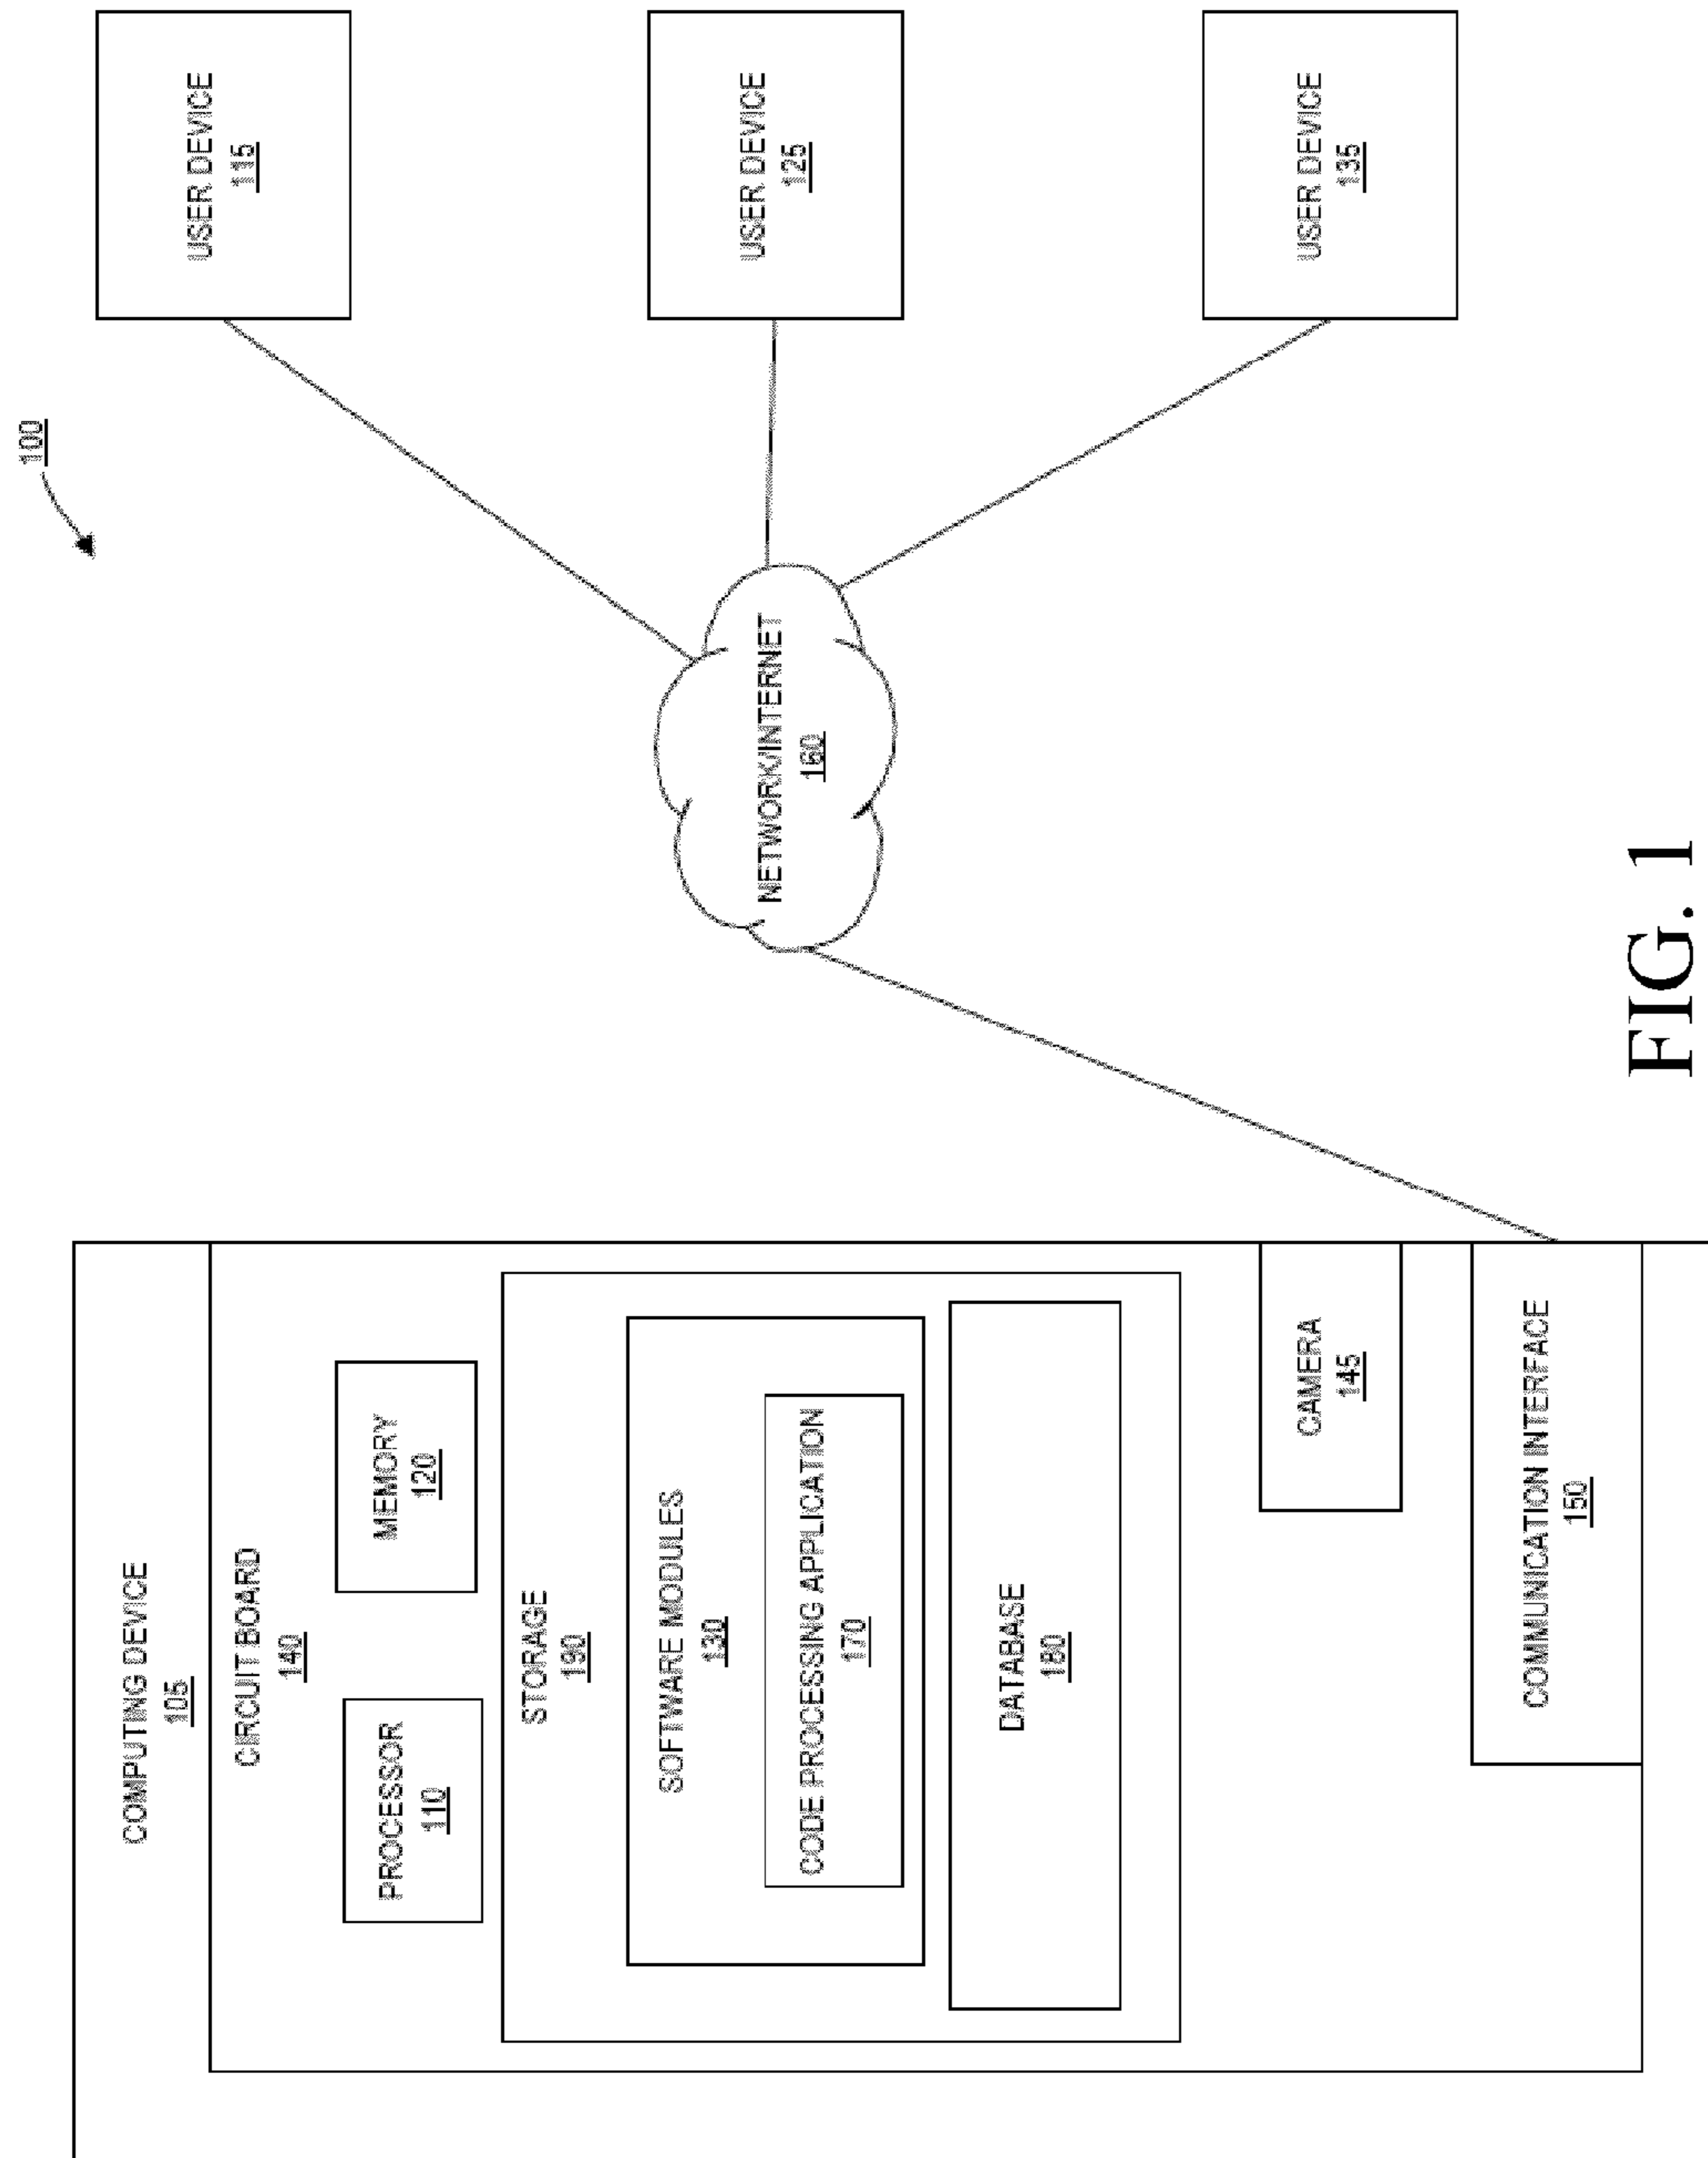 100
COMPUTING DEVICE
105
CIRCUIT BOARD
140
PROCESSOR
110
MEMORY
120
STORAGE
190
SOFTWARE MODULES
130
CODE PROCESSING APPLICATION
170
DATABASE
180
CAMERA
145
COMMUNICATION INTERFACE
150
NETWORK/INTERNET
160
USER DEVICE
115
USER DEVICE
125
USER DEVICE
135
FIG. 1